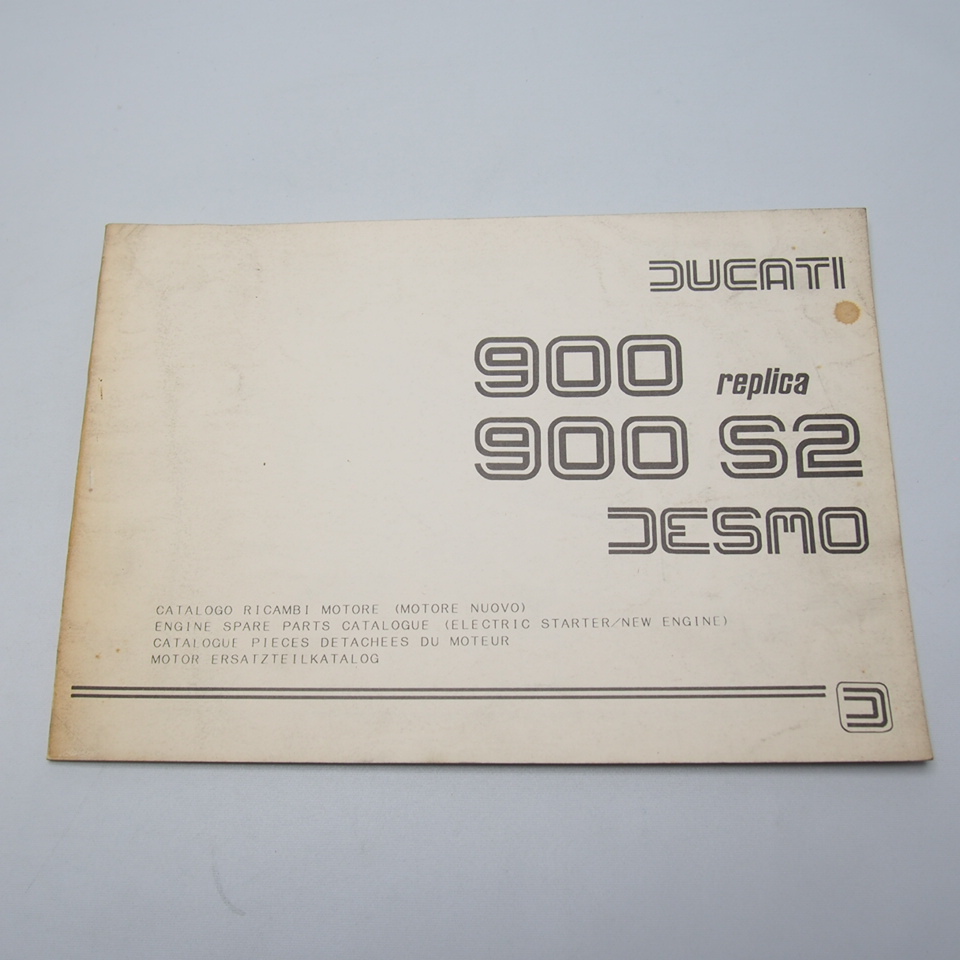 DUCATI
900 replica
900 S2
DESMO
CATALOGO RICAMBI MOTORE (MOTORE NUOVO)
ENGINE SPARE PARTS CATALOGUE (ELECTRIC STARTER/NEW ENGINE)
CATALOGUE PIECES DETACHEES DU MOTEUR
MOTOR ERSATZTEILKATALOG
D